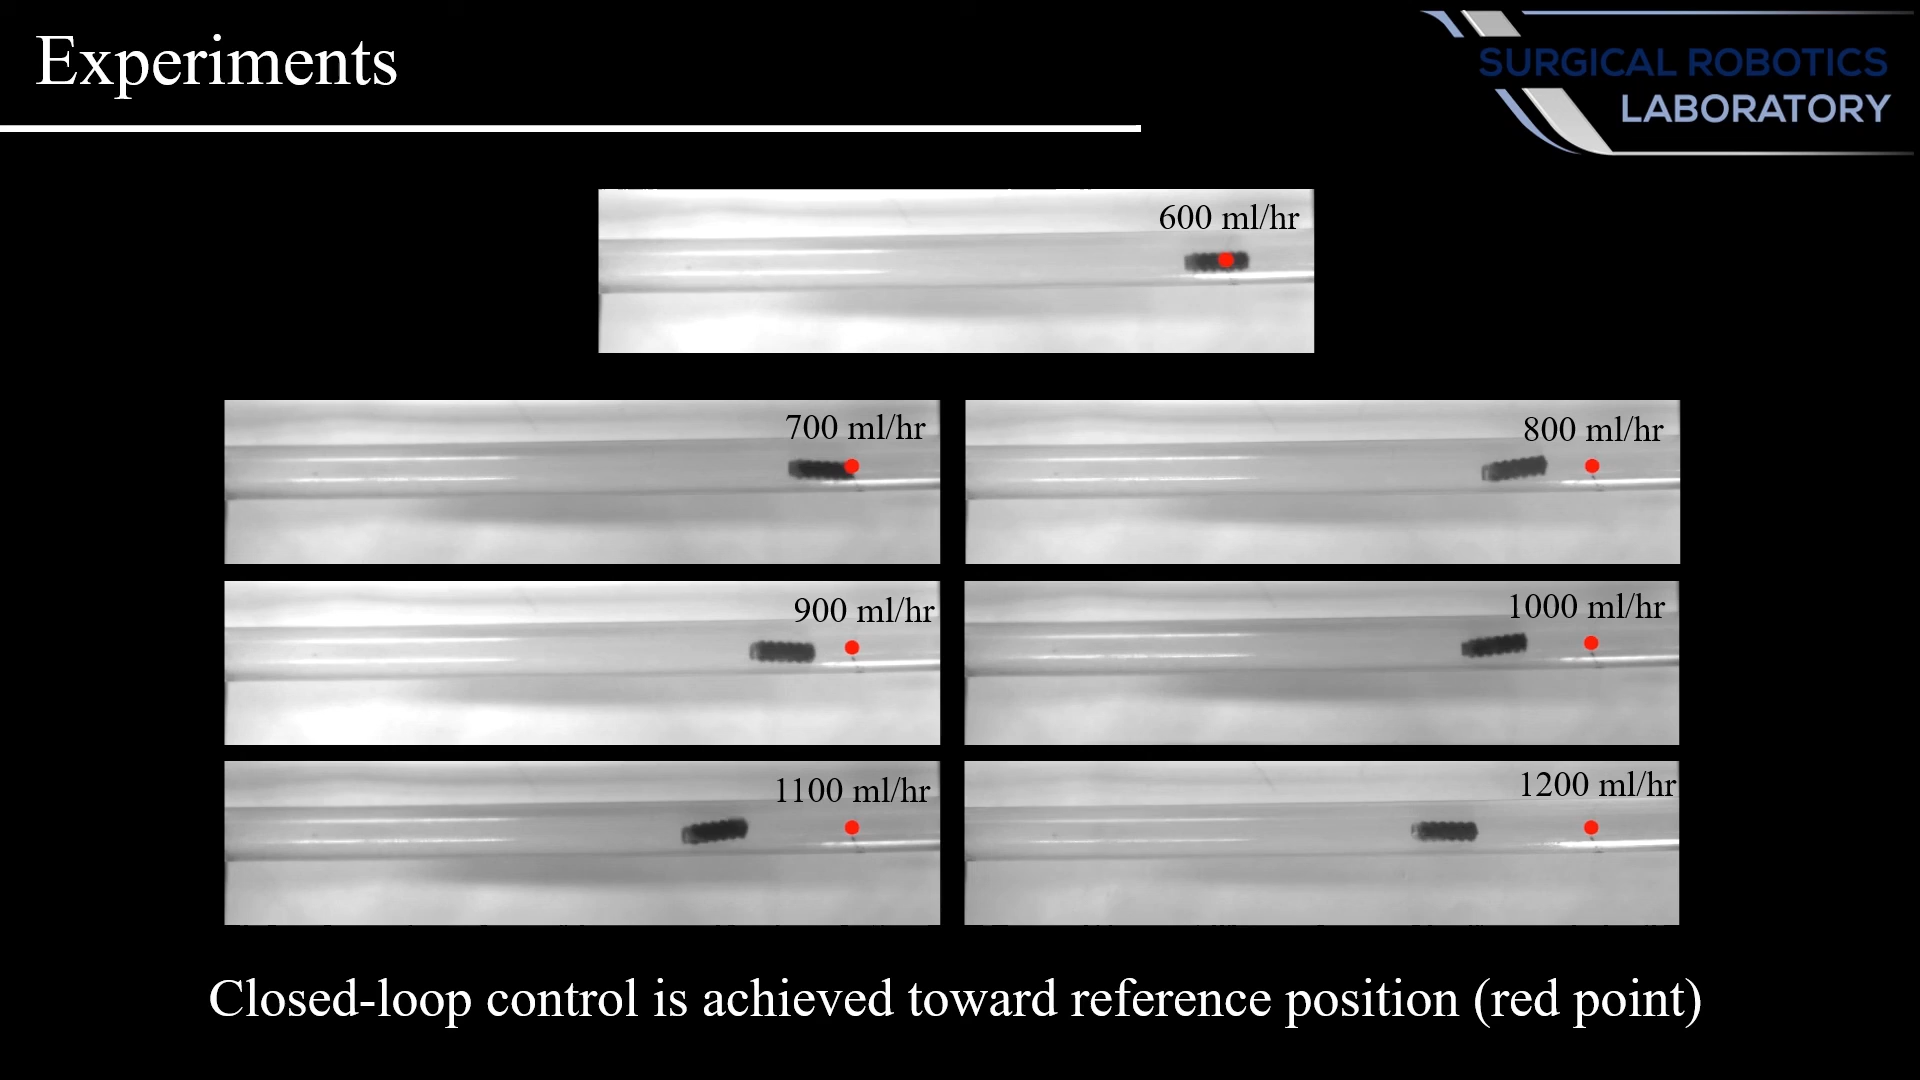 Experiments
SURGICAL ROBOTICS
LABORATORY
600 ml/hr
700 ml/hr
800 ml/hr
900 ml/hr
1000 ml/hr
1100 ml/hr
1200 ml/hr
Closed-loop control is achieved toward reference position (red point)